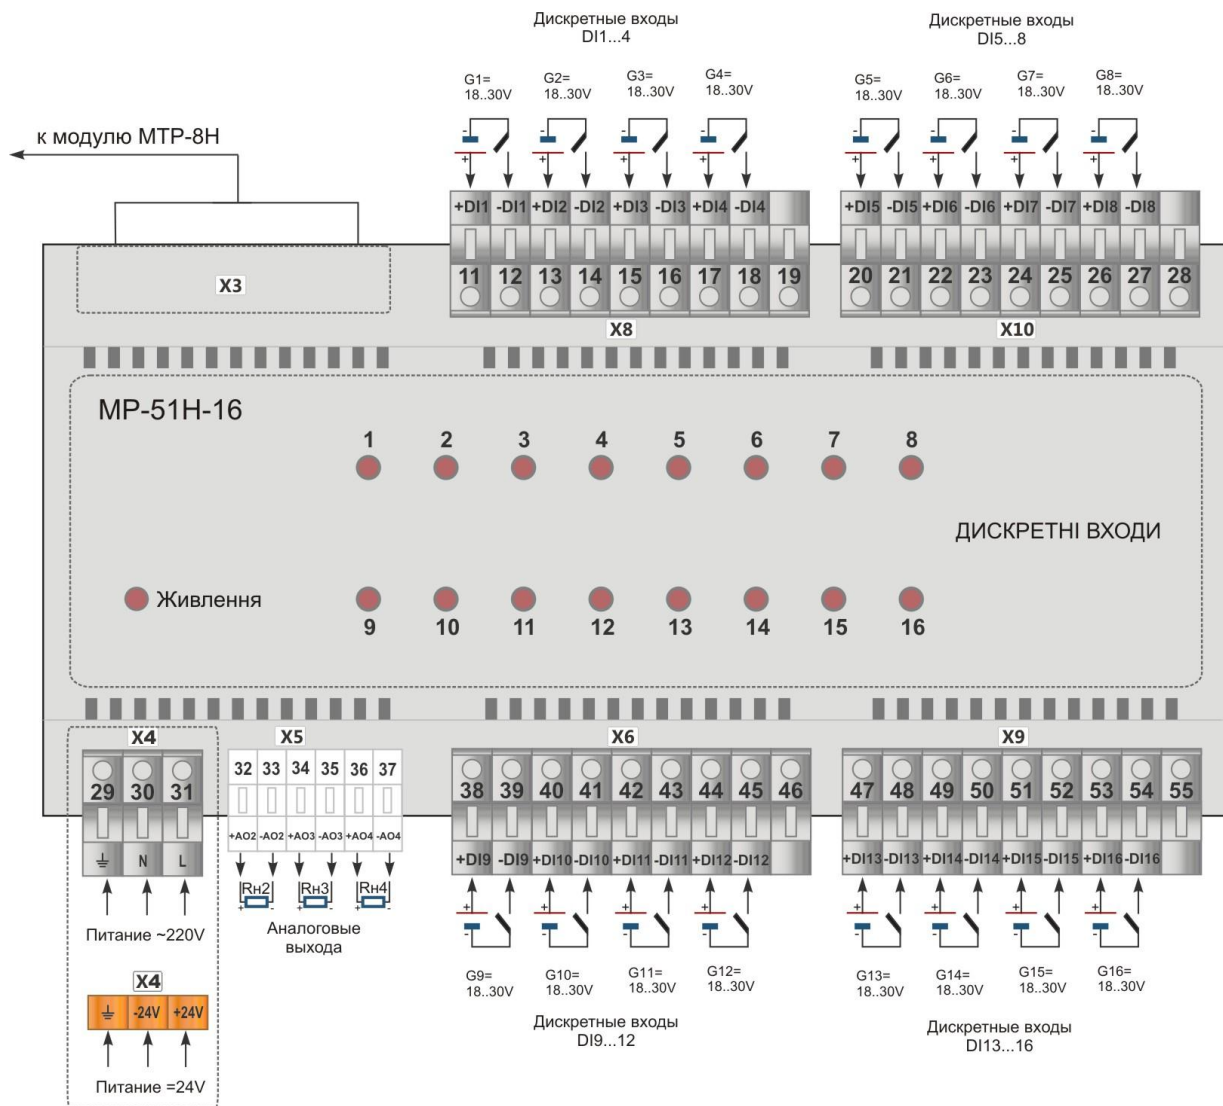 Дискретные входы
DI1...4
Дискретные входы
DI5...8
G1=
18..30V
G2=
18..30V
G3=
18..30V
G4=
18..30V
G5=
18..30V
G6=
18..30V
G7=
18..30V
G8=
18..30V
к модулю МТР-8Н
- - - - - - - -
+ + + + + + + +
+DI1 -DI1 +DI2 -DI2 +DI3 -DI3 +DI4 -DI4
+DI5 -DI5 +DI6 -DI6 +DI7 -DI7 +DI8 -DI8
11 12 13 14 15 16 17 18 19
20 21 22 23 24 25 26 27 28
X3
X8
X10
МР-51Н-16
1 2 3 4 5 6 7 8
ДИСКРЕТНІ ВХОДИ
Живлення
9 10 11 12 13 14 15 16
X4
X5
X6
X9
29 30 31
32 33 34 35 36 37
38 39 40 41 42 43 44 45 46
47 48 49 50 51 52 53 54 55
N L
+AO2 -AO2 +AO3 -AO3 +AO4 -AO4
+DI9 -DI9 +DI10 -DI10 +DI11 -DI11 +DI12 -DI12
+DI13 -DI13 +DI14 -DI14 +DI15 -DI15 +DI16 -DI16
Rн2 Rн3 Rн4
+ - + - + -
+ + + + + + + +
- - - - - - - -
Питание ~220V
Аналоговые
выхода
G9=
18..30V
G10=
18..30V
G11=
18..30V
G12=
18..30V
G13=
18..30V
G14=
18..30V
G15=
18..30V
G16=
18..30V
X4
-24V +24V
Дискретные входы
DI9...12
Дискретные входы
DI13...16
Питание =24V